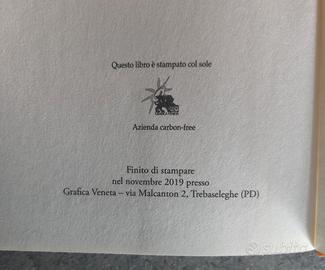 Questo libro è stampato col sole
Azienda carbon-free
Finito di stampare
nel novembre 2019 presso
Grafica Veneta – via Malcanton 2, Trebaseleghe (PD)
subito